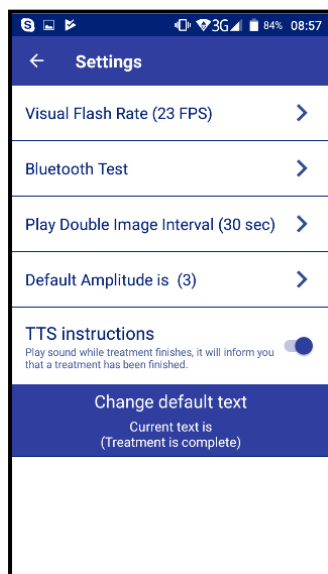 3G 84% 08:57
Settings
Visual Flash Rate (23 FPS)
Bluetooth Test
Play Double Image Interval (30 sec)
Default Amplitude is (3)
TTS instructions
Play sound while treatment finishes, it will inform you
that a treatment has been finished.
Change default text
Current text is
(Treatment is complete)